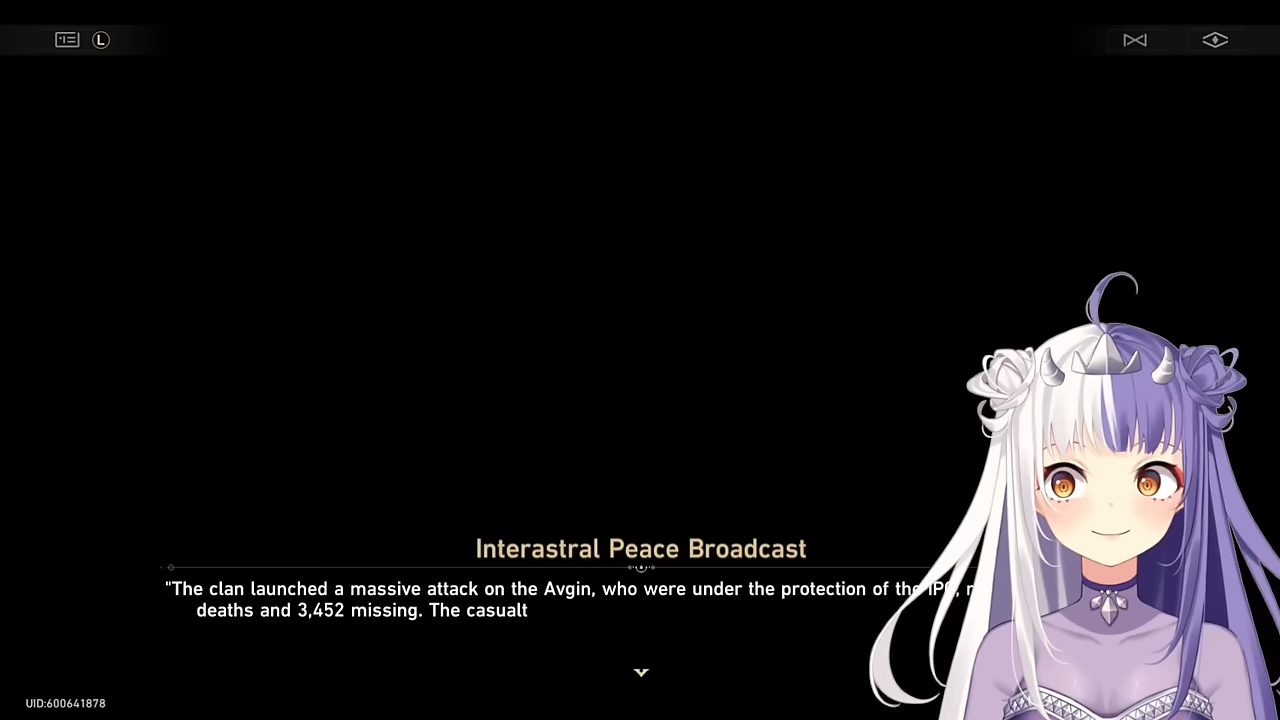 L
Interastral Peace Broadcast
"The clan launched a massive attack on the Avgin, who were under the protection of the IPC,
deaths and 3,452 missing. The casualt
UID:600641878